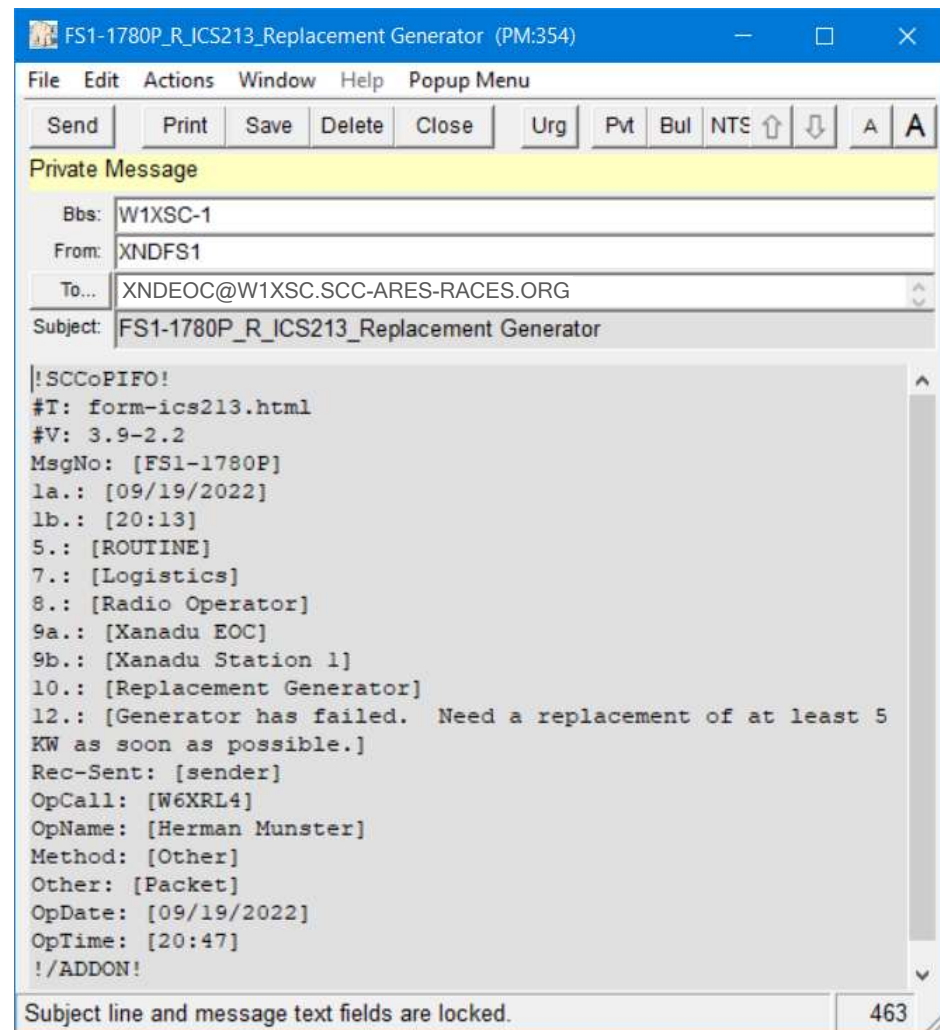 FS1-1780P_R_ICS213_Replacement Generator (PM:354)
File Edit Actions Window Help Popup Menu
Send Print Save Delete Close Urg Pvt Bul NTS A A
Private Message
Bbs: W1XSC-1
From: XNDFS1
To... XNDEOC@W1XSC.SCC-ARES-RACES.ORG
Subject: FS1-1780P_R_ICS213_Replacement Generator
!SCCoPIFO!
#T: form-ics213.html
#V: 3.9-2.2
MsgNo: [FS1-1780P]
1a.: [09/19/2022]
1b.: [20:13]
5.: [ROUTINE]
7.: [Logistics]
8.: [Radio Operator]
9a.: [Xanadu EOC]
9b.: [Xanadu Station 1]
10.: [Replacement Generator]
12.: [Generator has failed.  Need a replacement of at least 5
KW as soon as possible.]
Rec-Sent: [sender]
OpCall: [W6XRL4]
OpName: [Herman Munster]
Method: [Other]
Other: [Packet]
OpDate: [09/19/2022]
OpTime: [20:47]
!/ADDON!
Subject line and message text fields are locked. 463